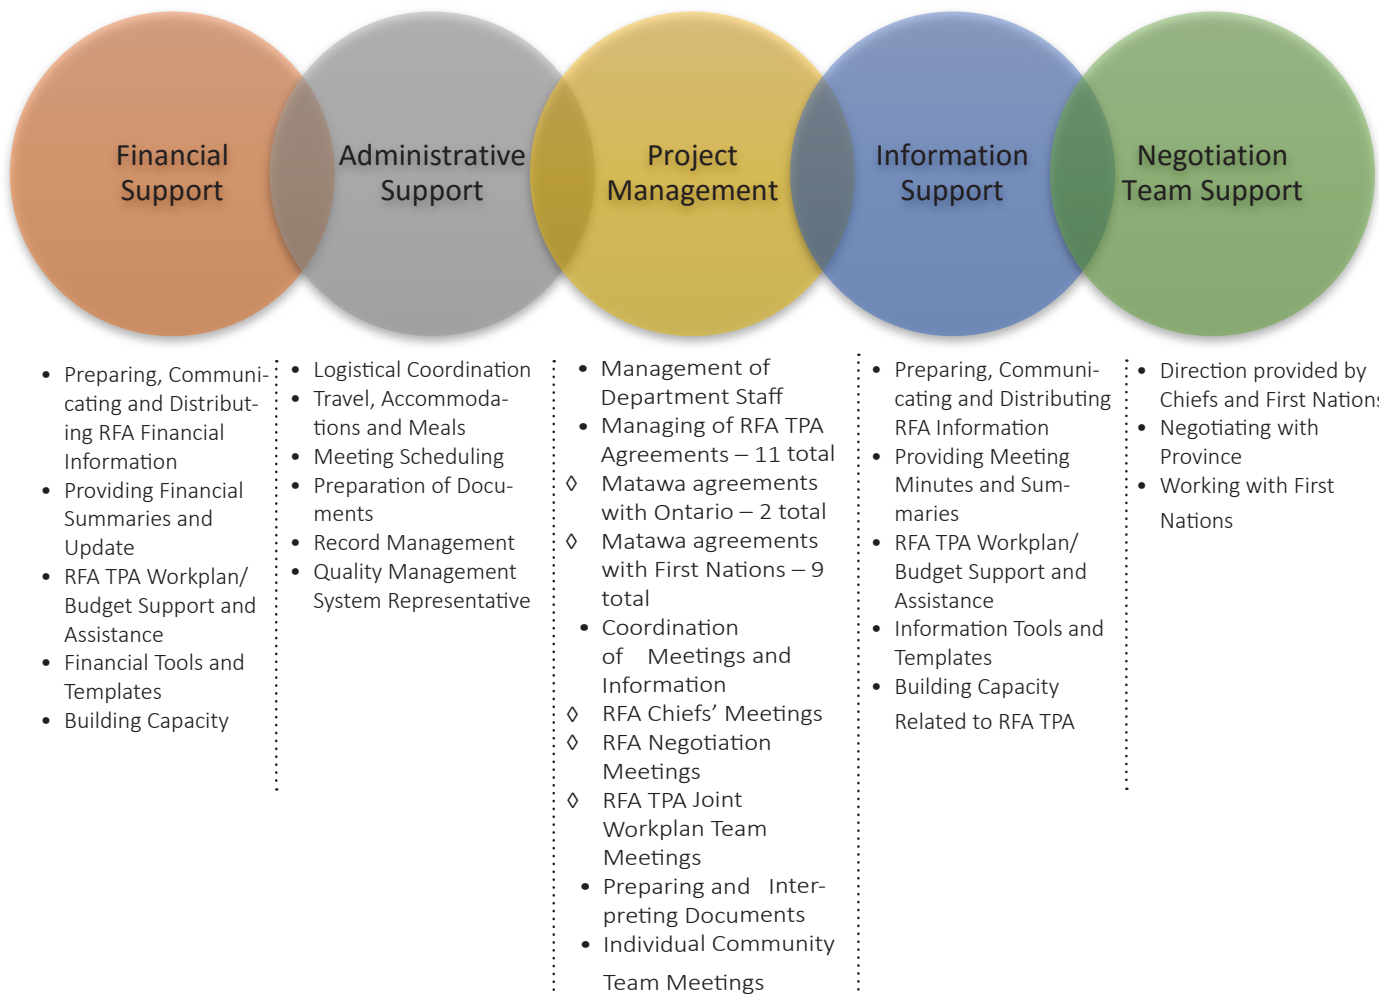 Financial
Support
Administrative
Support
Project
Management
Information
Support
Negotiation
Team Support
• Preparing, Communi-
cating and Distribut-
ing RFA Financial
Information
• Providing Financial
Summaries and
Update
• RFA TPA Workplan/
Budget Support and
Assistance
• Financial Tools and
Templates
• Building Capacity
• Logistical Coordination
• Travel, Accommoda-
tions and Meals
• Meeting Scheduling
• Preparation of Docu-
ments
• Record Management
• Quality Management
System Representative
• Management of
Department Staff
• Managing of RFA TPA
Agreements – 11 total
◊ Matawa agreements
with Ontario – 2 total
◊ Matawa agreements
with First Nations – 9
total
• Coordination
of Meetings and
Information
◊ RFA Chiefs’ Meetings
◊ RFA Negotiation
Meetings
◊ RFA TPA Joint
Workplan Team
Meetings
• Preparing and Inter-
preting Documents
• Individual Community
Team Meetings
• Preparing, Communi-
cating and Distributing
RFA Information
• Providing Meeting
Minutes and Sum-
maries
• RFA TPA Workplan/
Budget Support and
Assistance
• Information Tools and
Templates
• Building Capacity
Related to RFA TPA
• Direction provided by
Chiefs and First Nations
• Negotiating with
Province
• Working with First
Nations